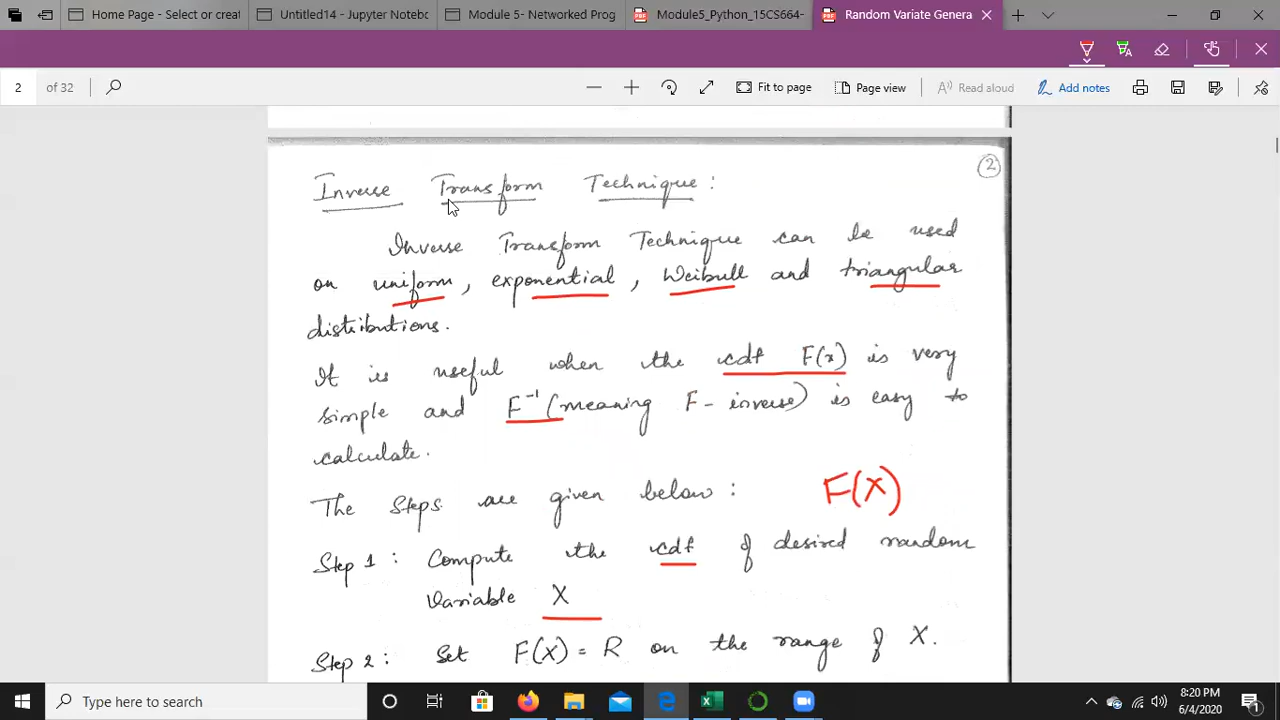 Home Page - Select or creat
Untitled14 - Jupyter Notebo
Module 5- Networked Prog
Module5_Python_15CS664-
Random Variate Genera
2 of 32
Fit to page
Page view
Read aloud
Add notes
2
Inverse Transform Technique :
Inverse Transform Technique can be used
on uniform, exponential, Weibull and triangular
distributions.
It is useful when the cdf F(x) is very
simple and F⁻¹ (meaning F- inverse) is easy to
calculate.
The Steps are given below :
F(X)
Step 1 : Compute the cdf of desired random
Variable X
Step 2 : Set F(X) = R on the range of X.
Type here to search
8:20 PM
6/4/2020
1